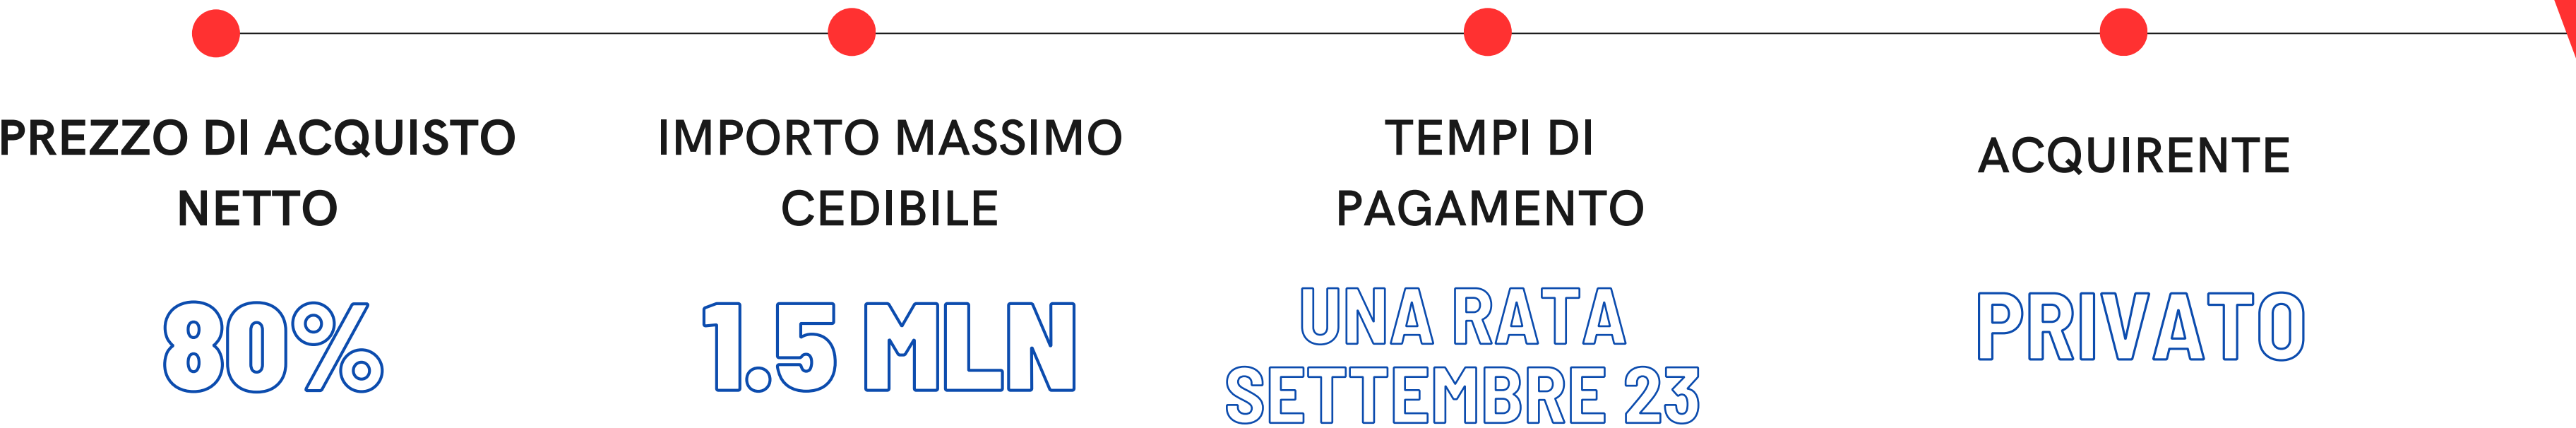 PREZZO DI ACQUISTO
NETTO
80%
IMPORTO MASSIMO
CEDIBILE
1.5 MLN
TEMPI DI
PAGAMENTO
UNA RATA
SETTEMBRE 23
ACQUIRENTE
PRIVATO